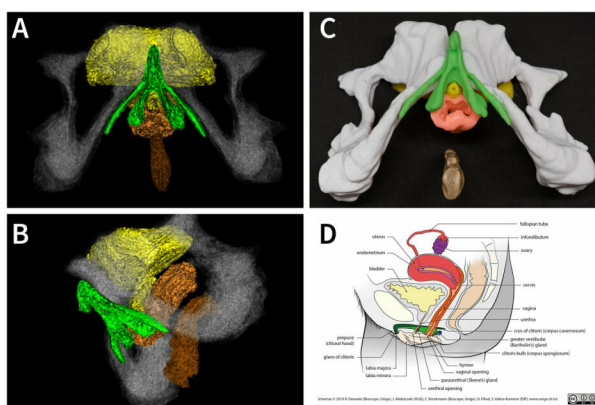 A
B
C
D
fallopian tube
infundibulum
ovary
uterus
endometrium
bladder
cervix
vagina
urethra
crus of clitoris (corpus cavernosum)
greater vestibular
(Bartholin's) gland
clitoris bulb (corpus spongiosum)
prepuce
(clitoral hood)
glans of clitoris
labia majora
labia minora
hymen
vaginal opening
paraurethral (Skene's) gland
urethral opening